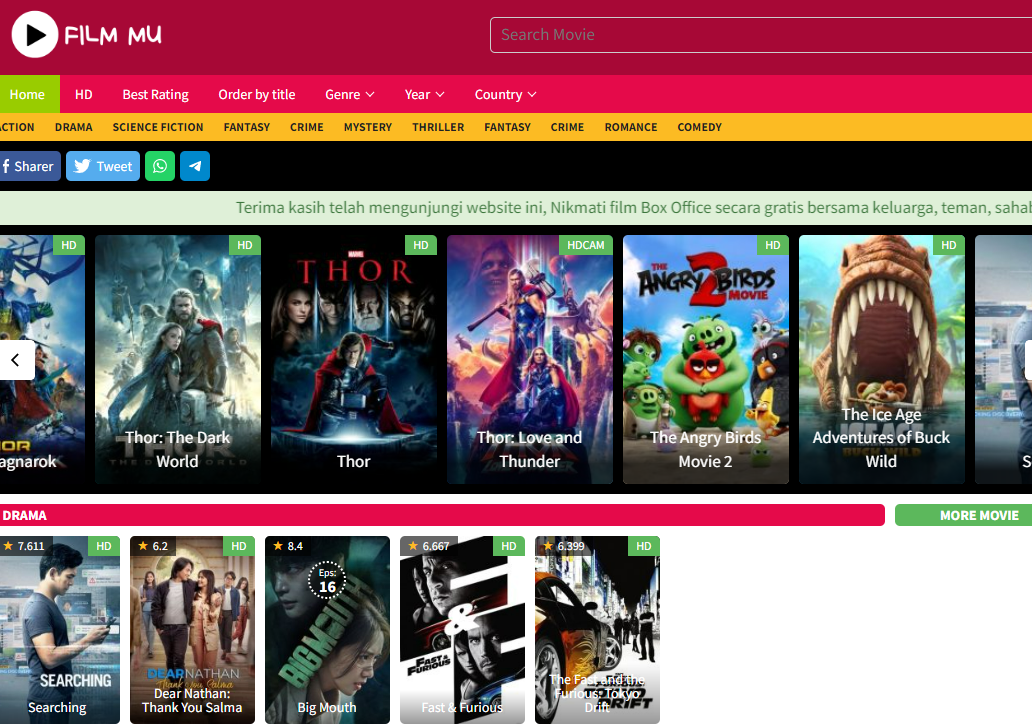 FILM MU
Search Movie
Home HD Best Rating Order by title Genre Year Country
ACTION DRAMA SCIENCE FICTION FANTASY CRIME MYSTERY THRILLER FANTASY CRIME ROMANCE COMEDY
Sharer Tweet
Terima kasih telah mengunjungi website ini, Nikmati film Box Office secara gratis bersama keluarga, teman,
HD HD HD HDCAM HD HD
MARVEL
THOR
THE
ANGRY BIRDS
2
MOVIE
Thor: The Dark
World
Thor
Thor: Love and
Thunder
The Angry Birds
Movie 2
The Ice Age
Adventures of Buck
Wild
DRAMA
MORE MOVIE
7.611 HD
6.2 HD
8.4
6.667 HD
6.399 HD
Eps:
16
BIGMOUTH
SEARCHING
DEARNATHAN
Thank You Salma
&
FAST &
FURIOUS
DRIFT
Searching
Dear Nathan:
Thank You Salma
Big Mouth
Fast & Furious
The Fast and the
Furious: Tokyo
Drift